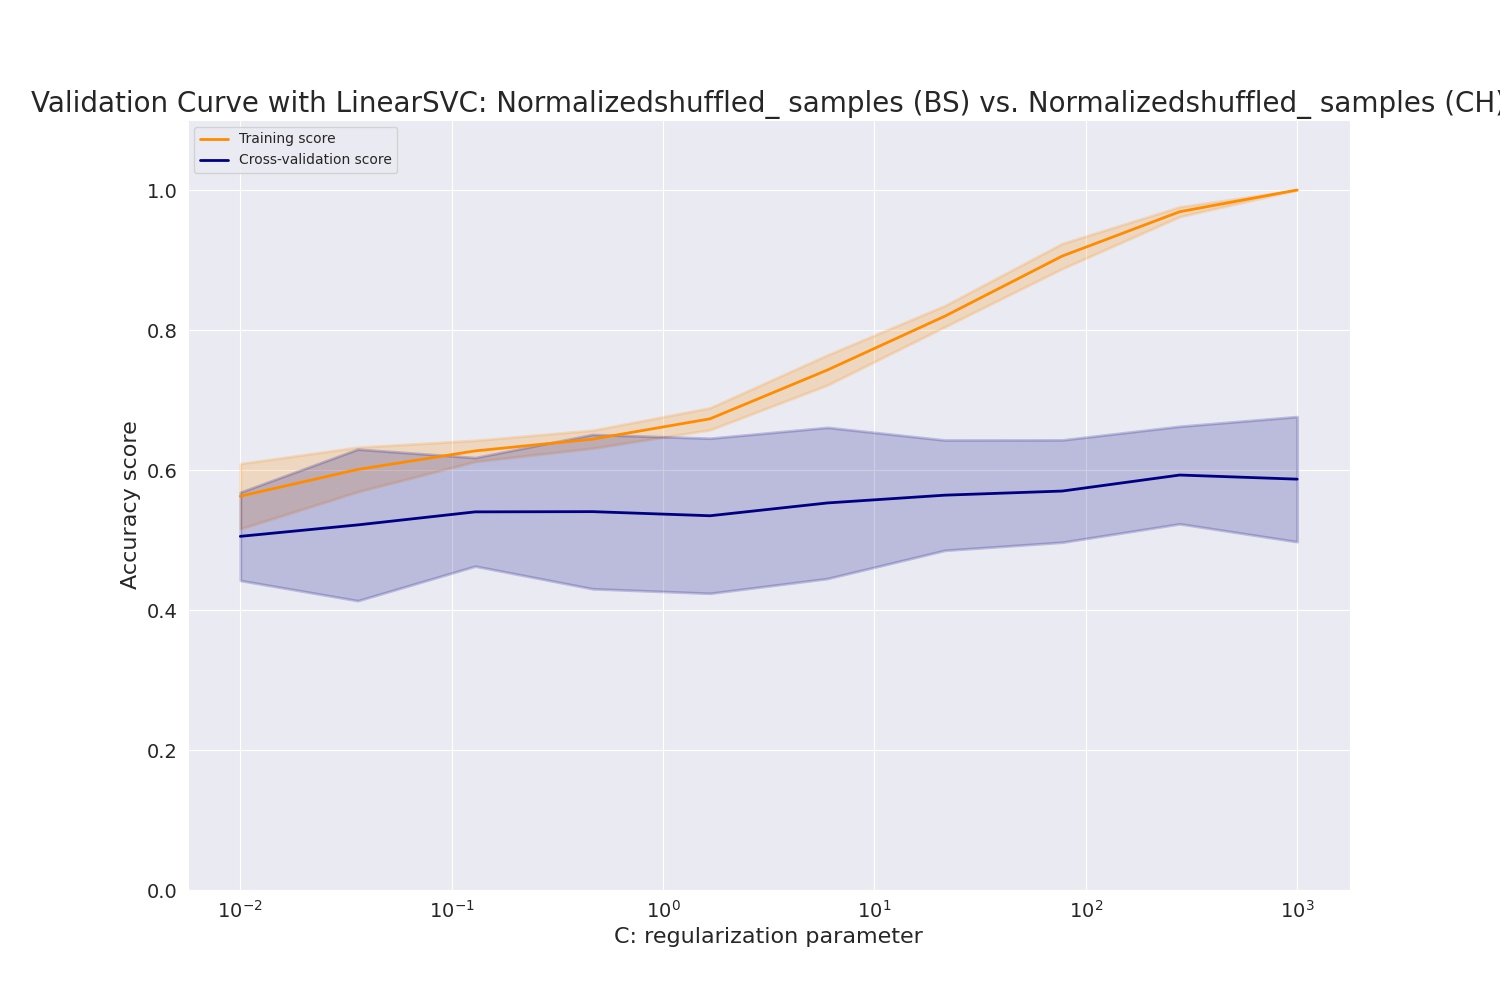 Validation Curve with LinearSVC: Normalizedshuffled_ samples (BS) vs. Normalizedshuffled_ samples (CH)
Training score
Cross-validation score
1.0
0.8
0.6
0.4
0.2
0.0
Accuracy score
10⁻² 10⁻¹ 10⁰ 10¹ 10² 10³
C: regularization parameter